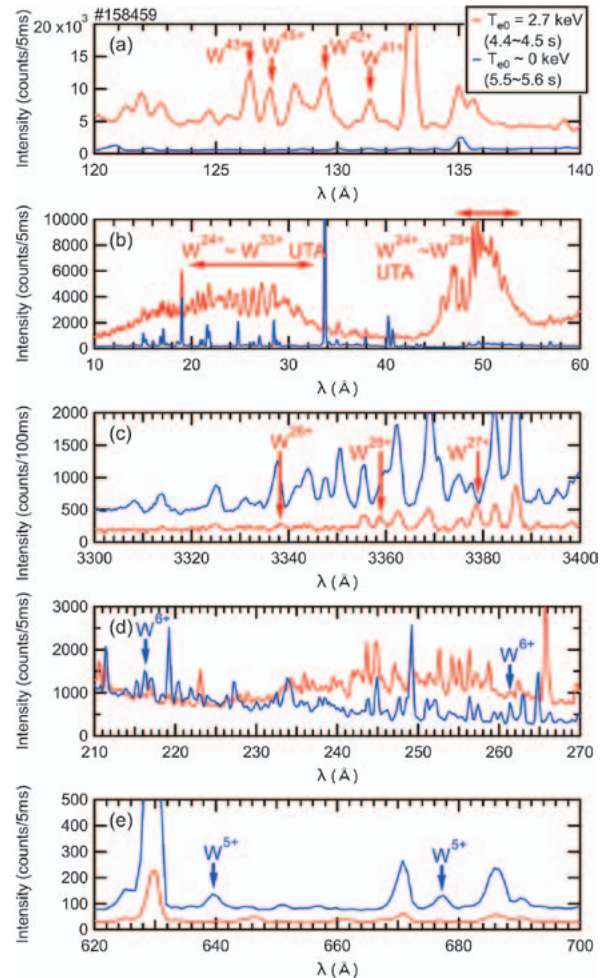 #158459
T_e0 = 2.7 keV
(4.4~4.5 s)
T_e0 ~ 0 keV
(5.5~5.6 s)
Intensity (counts/5ms)
20 x10³
15
10
5
0
(a)
W⁴³⁺ W⁴⁵⁺ W⁴²⁺ W⁴¹⁺
120 125 130 135 140
λ (Å)
Intensity (counts/5ms)
10000
8000
6000
4000
2000
0
(b)
W²⁴⁺ ~ W³³⁺ UTA
W²⁴⁺ ~W²⁹⁺
UTA
10 20 30 40 50 60
λ (Å)
Intensity (counts/100ms)
2000
1500
1000
500
0
(c)
W²⁸⁺ W²⁶⁺ W²⁷⁺
3300 3320 3340 3360 3380 3400
λ (Å)
Intensity (counts/5ms)
3000
2000
1000
0
(d)
W⁶⁺ W⁶⁺
210 220 230 240 250 260 270
λ (Å)
Intensity (counts/5ms)
500
400
300
200
100
0
(e)
W⁵⁺ W⁵⁺
620 640 660 680 700
λ (Å)